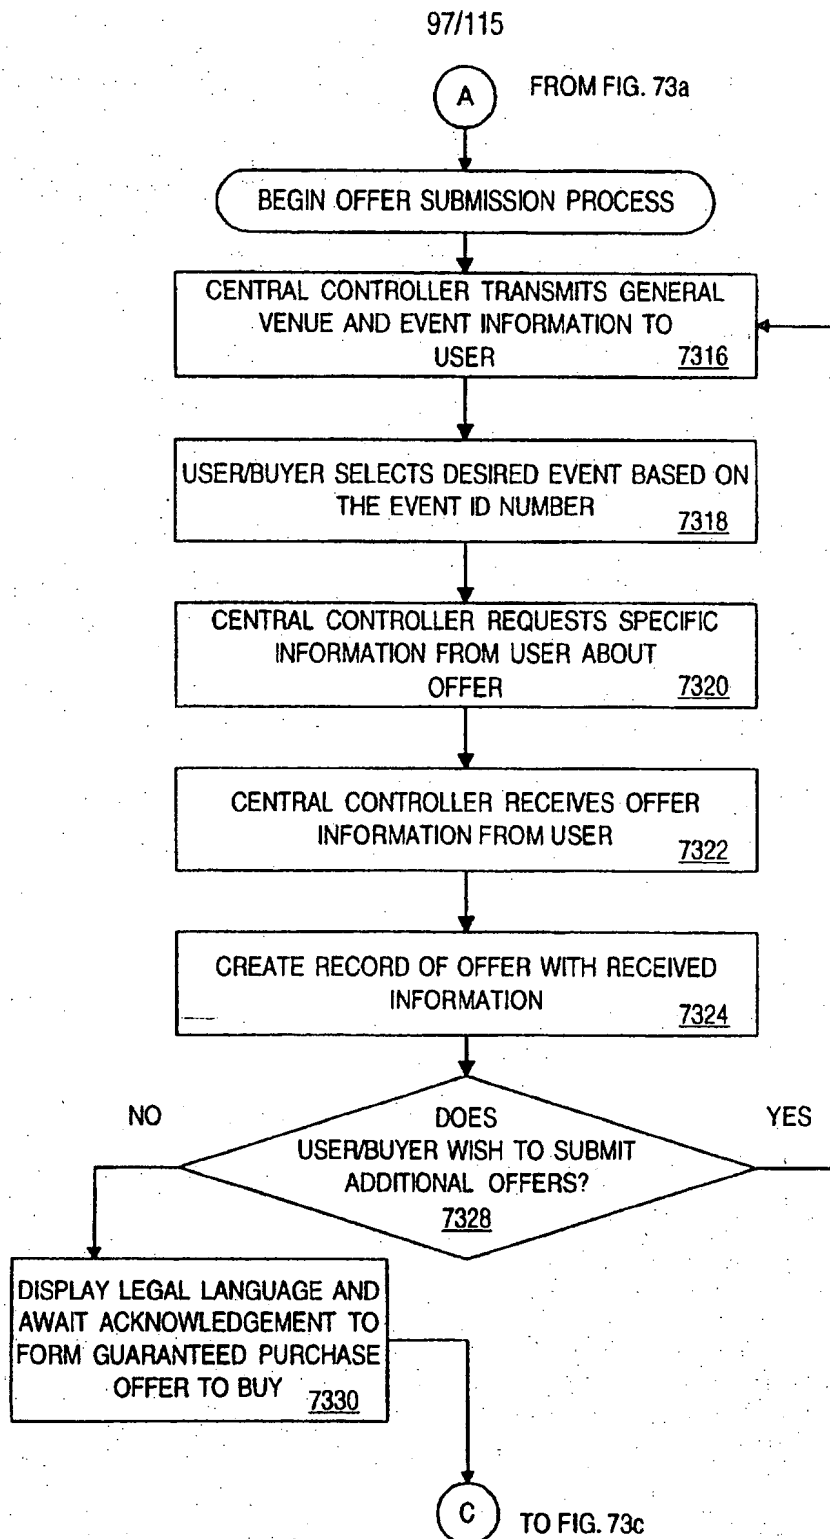 97/115
A
FROM FIG. 73a
BEGIN OFFER SUBMISSION PROCESS
CENTRAL CONTROLLER TRANSMITS GENERAL
VENUE AND EVENT INFORMATION TO
USER
7316
USER/BUYER SELECTS DESIRED EVENT BASED ON
THE EVENT ID NUMBER
7318
CENTRAL CONTROLLER REQUESTS SPECIFIC
INFORMATION FROM USER ABOUT
OFFER
7320
CENTRAL CONTROLLER RECEIVES OFFER
INFORMATION FROM USER
7322
CREATE RECORD OF OFFER WITH RECEIVED
INFORMATION
7324
NO
DOES
USER/BUYER WISH TO SUBMIT
ADDITIONAL OFFERS?
7328
YES
DISPLAY LEGAL LANGUAGE AND
AWAIT ACKNOWLEDGEMENT TO
FORM GUARANTEED PURCHASE
OFFER TO BUY
7330
C
TO FIG. 73c